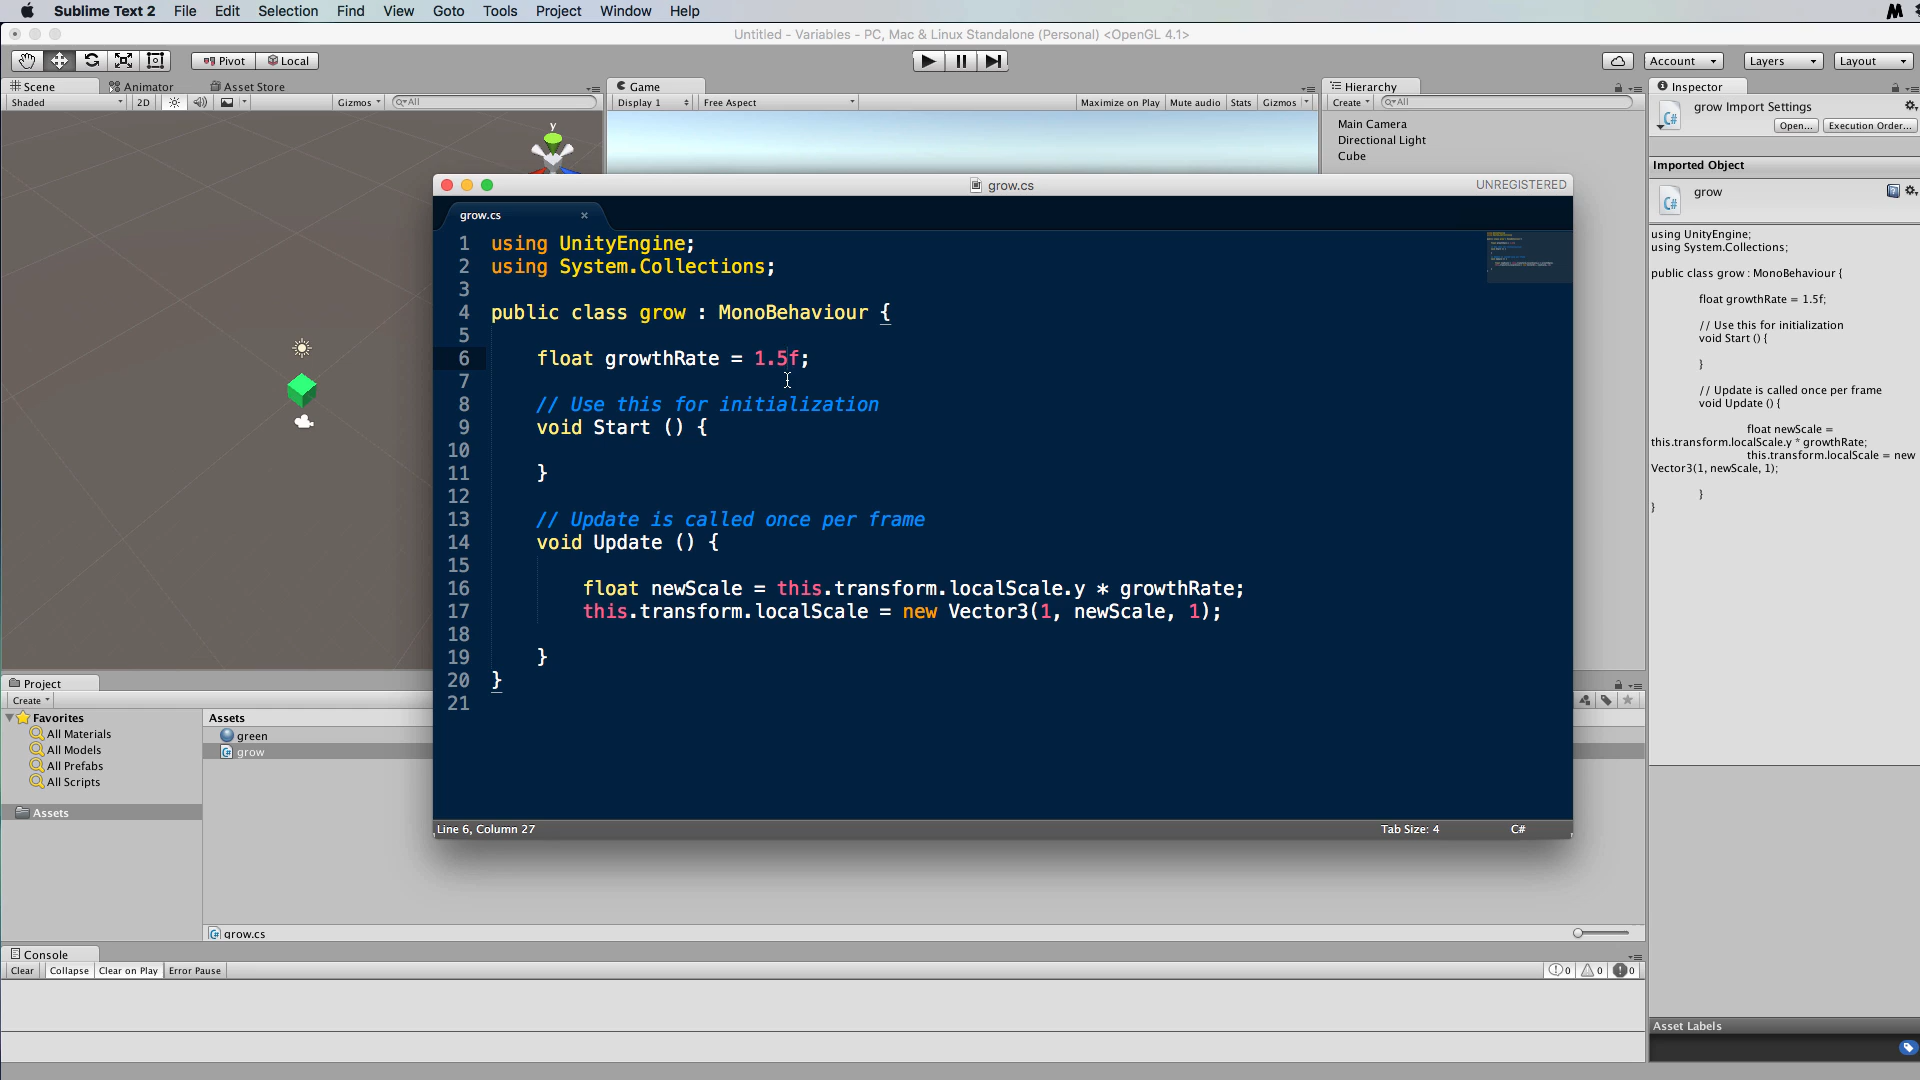 Sublime Text 2 File Edit Selection Find View Goto Tools Project Window Help
Untitled - Variables - PC, Mac & Linux Standalone (Personal) <OpenGL 4.1>
Pivot Local Account Layers Layout
Scene Animator Asset Store Game Hierarchy Inspector
Shaded 2D Gizmos All Display 1 Free Aspect Maximize on Play Mute audio Stats Gizmos Create All
grow Import Settings
Open... Execution Order...
Main Camera
Directional Light
Cube
y
Imported Object
grow
using UnityEngine;
using System.Collections;
public class grow : MonoBehaviour {
float growthRate = 1.5f;
// Use this for initialization
void Start () {
}
// Update is called once per frame
void Update () {
float newScale =
this.transform.localScale.y * growthRate;
this.transform.localScale = new
Vector3(1, newScale, 1);
}
}
grow.cs UNREGISTERED
grow.cs
1 using UnityEngine;
2 using System.Collections;
3
4 public class grow : MonoBehaviour {
5
6 float growthRate = 1.5f;
7
8 // Use this for initialization
9 void Start () {
10
11 }
12
13 // Update is called once per frame
14 void Update () {
15
16 float newScale = this.transform.localScale.y * growthRate;
17 this.transform.localScale = new Vector3(1, newScale, 1);
18
19 }
20 }
21
Line 6, Column 27 Tab Size: 4 C#
Project
Create
Favorites
All Materials
All Models
All Prefabs
All Scripts
Assets
Assets
green
grow
grow.cs
Console
Clear Collapse Clear on Play Error Pause 0 0 0
Asset Labels